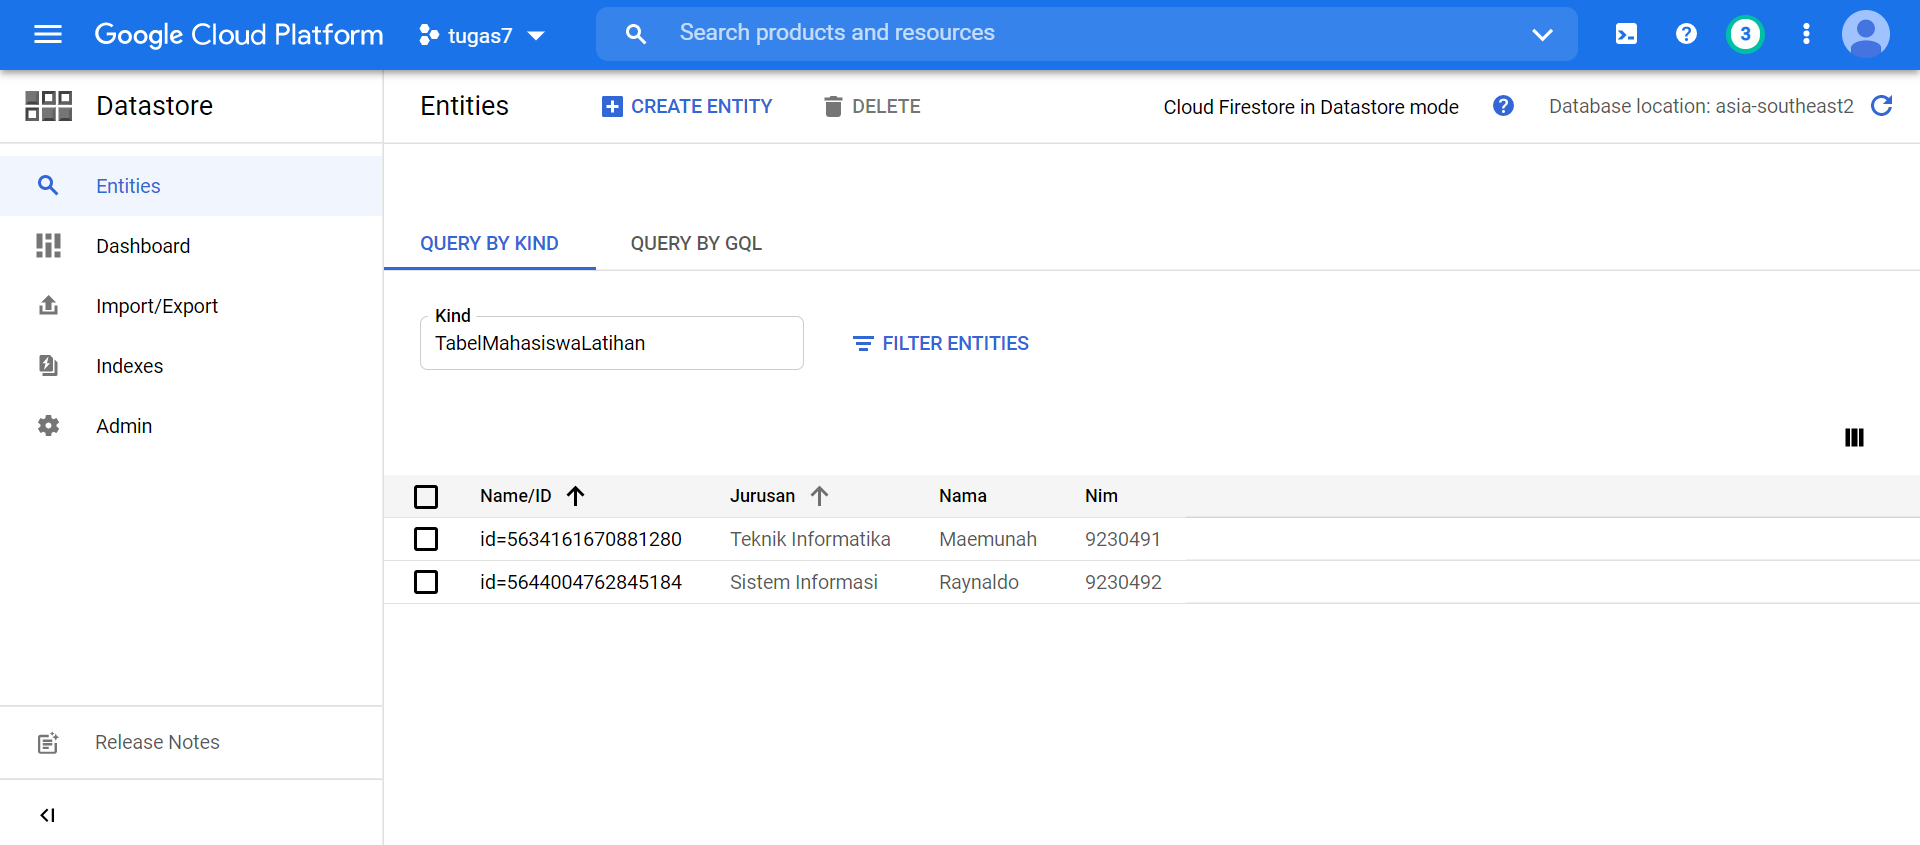 Google Cloud Platform tugas7 Search products and resources 3
Datastore
Entities CREATE ENTITY DELETE Cloud Firestore in Datastore mode Database location: asia-southeast2
Entities
Dashboard
Import/Export
Indexes
Admin
Release Notes
QUERY BY KIND QUERY BY GQL
Kind
TabelMahasiswaLatihan FILTER ENTITIES
Name/ID Jurusan Nama Nim
id=5634161670881280 Teknik Informatika Maemunah 9230491
id=5644004762845184 Sistem Informasi Raynaldo 9230492